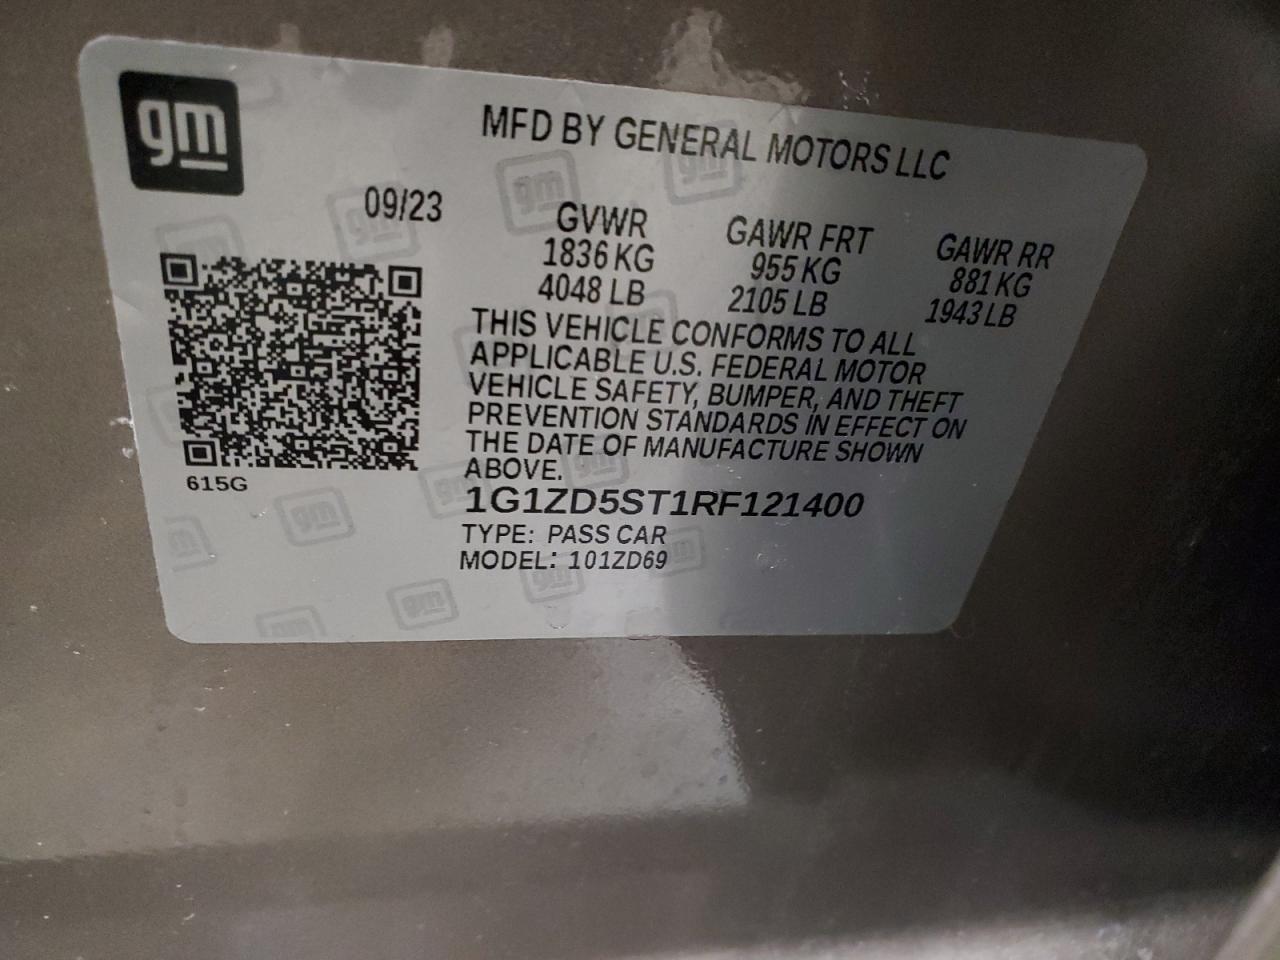 gm
MFD BY GENERAL MOTORS LLC
09/23
GVWR
1836 KG
4048 LB
GAWR FRT
955 KG
2105 LB
GAWR RR
881 KG
1943 LB
THIS VEHICLE CONFORMS TO ALL
APPLICABLE U.S. FEDERAL MOTOR
VEHICLE SAFETY, BUMPER, AND THEFT
PREVENTION STANDARDS IN EFFECT ON
THE DATE OF MANUFACTURE SHOWN
ABOVE.
615G
1G1ZD5ST1RF121400
TYPE: PASS CAR
MODEL: 101ZD69